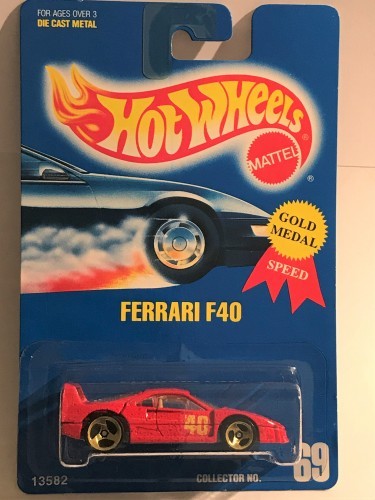 FOR AGES OVER 3
DIE CAST METAL
HOT WHEELS
®
MATTEL
®
GOLD
MEDAL
SPEED
FERRARI F40
40
13582
COLLECTOR NO.
69